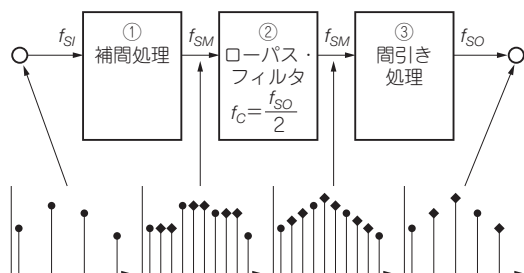 f_SI
①
補間処理
f_SM
②
ローパス・
フィルタ
f_C=f_SO/2
f_SM
③
間引き
処理
f_SO